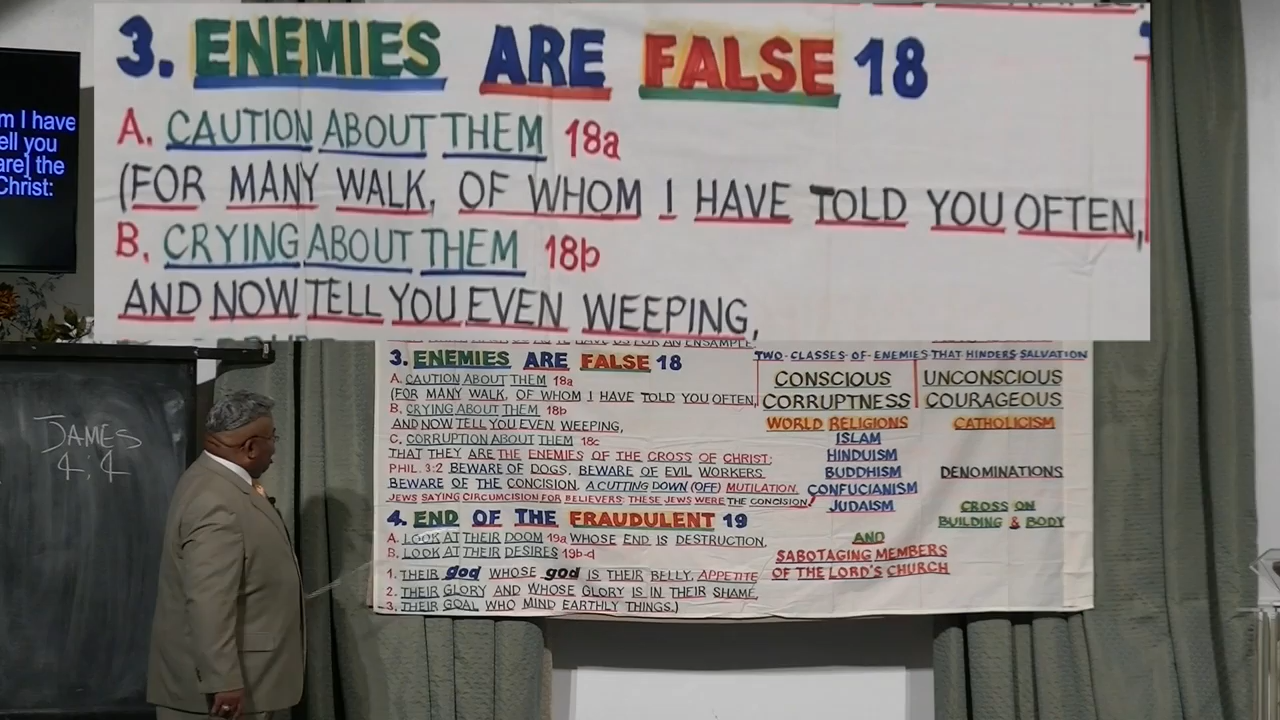 m I have
ell you
are] the
Christ:
3. ENEMIES ARE FALSE 18
A. CAUTION ABOUT THEM 18a
(FOR MANY WALK, OF WHOM I HAVE TOLD YOU OFTEN,
B. CRYING ABOUT THEM 18b
AND NOW TELL YOU EVEN WEEPING,
JAMES
4:4
3. ENEMIES ARE FALSE 18
A. CAUTION ABOUT THEM 18a
(FOR MANY WALK, OF WHOM I HAVE TOLD YOU OFTEN,
B. CRYING ABOUT THEM 18b
AND NOW TELL YOU EVEN WEEPING,
C. CORRUPTION ABOUT THEM 18c
THAT THEY ARE THE ENEMIES OF THE CROSS OF CHRIST:
PHIL. 3:2 BEWARE OF DOGS, BEWARE OF EVIL WORKERS,
BEWARE OF THE CONCISION, A CUTTING DOWN (OFF) MUTILATION,
JEWS SAYING CIRCUMCISION FOR BELIEVERS: THESE JEWS WERE THE CONCISION!
4. END OF THE FRAUDULENT 19
A. LOOK AT THEIR DOOM 19a WHOSE END IS DESTRUCTION,
B. LOOK AT THEIR DESIRES 19b-d
1. THEIR god WHOSE god IS THEIR BELLY, APPETITE
2. THEIR GLORY AND WHOSE GLORY IS IN THEIR SHAME,
3. THEIR GOAL WHO MIND EARTHLY THINGS.)
TWO CLASSES OF ENEMIES THAT HINDERS SALVATION
CONSCIOUS
CORRUPTNESS
WORLD RELIGIONS
ISLAM
HINDUISM
BUDDHISM
CONFUCIANISM
JUDAISM
UNCONSCIOUS
COURAGEOUS
CATHOLICISM
DENOMINATIONS
CROSS ON
BUILDING & BODY
AND
SABOTAGING MEMBERS
OF THE LORD'S CHURCH